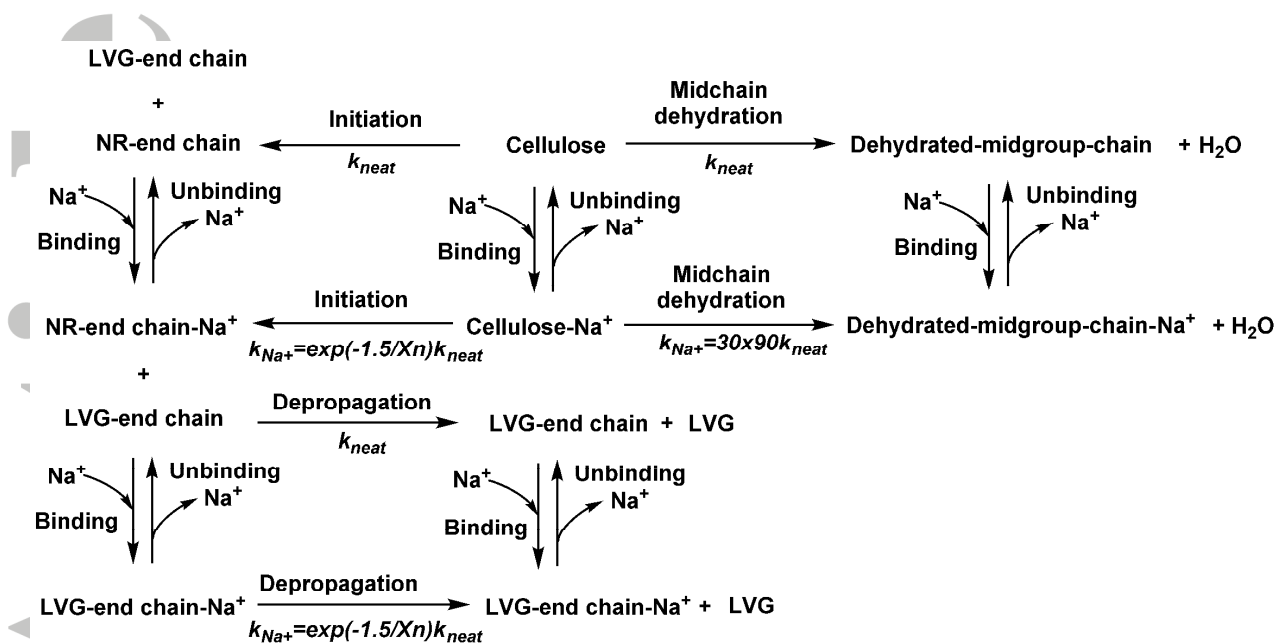 LVG-end chain
+
NR-end chain
Initiation
k_neat
Cellulose
Midchain
dehydration
k_neat
Dehydrated-midgroup-chain + H₂O
Na⁺
Binding
Unbinding
Na⁺
Na⁺
Binding
Unbinding
Na⁺
Na⁺
Binding
Unbinding
Na⁺
NR-end chain-Na⁺
Initiation
k_Na+=exp(-1.5/Xn)k_neat
Cellulose-Na⁺
Midchain
dehydration
k_Na+=30x90k_neat
Dehydrated-midgroup-chain-Na⁺ + H₂O
+
LVG-end chain
Depropagation
k_neat
LVG-end chain + LVG
Na⁺
Binding
Unbinding
Na⁺
Na⁺
Binding
Unbinding
Na⁺
LVG-end chain-Na⁺
Depropagation
k_Na+=exp(-1.5/Xn)k_neat
LVG-end chain-Na⁺ + LVG